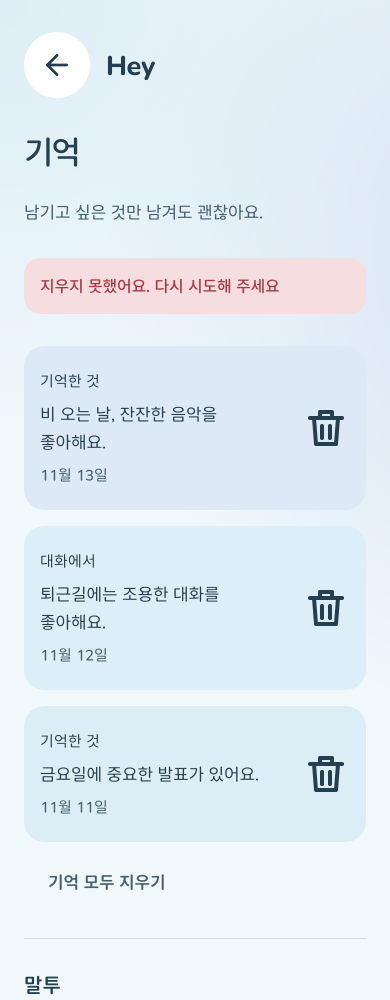 Hey
기억
남기고 싶은 것만 남겨도 괜찮아요.
지우지 못했어요. 다시 시도해 주세요
기억한 것
비 오는 날, 잔잔한 음악을
좋아해요.
11월 13일
대화에서
퇴근길에는 조용한 대화를
좋아해요.
11월 12일
기억한 것
금요일에 중요한 발표가 있어요.
11월 11일
기억 모두 지우기
말투